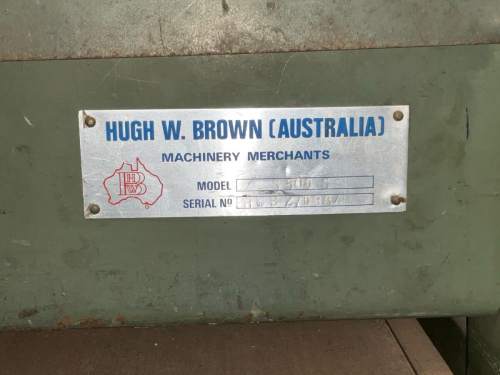 HUGH W. BROWN (AUSTRALIA)
MACHINERY MERCHANTS
MODEL
SERIAL Nº